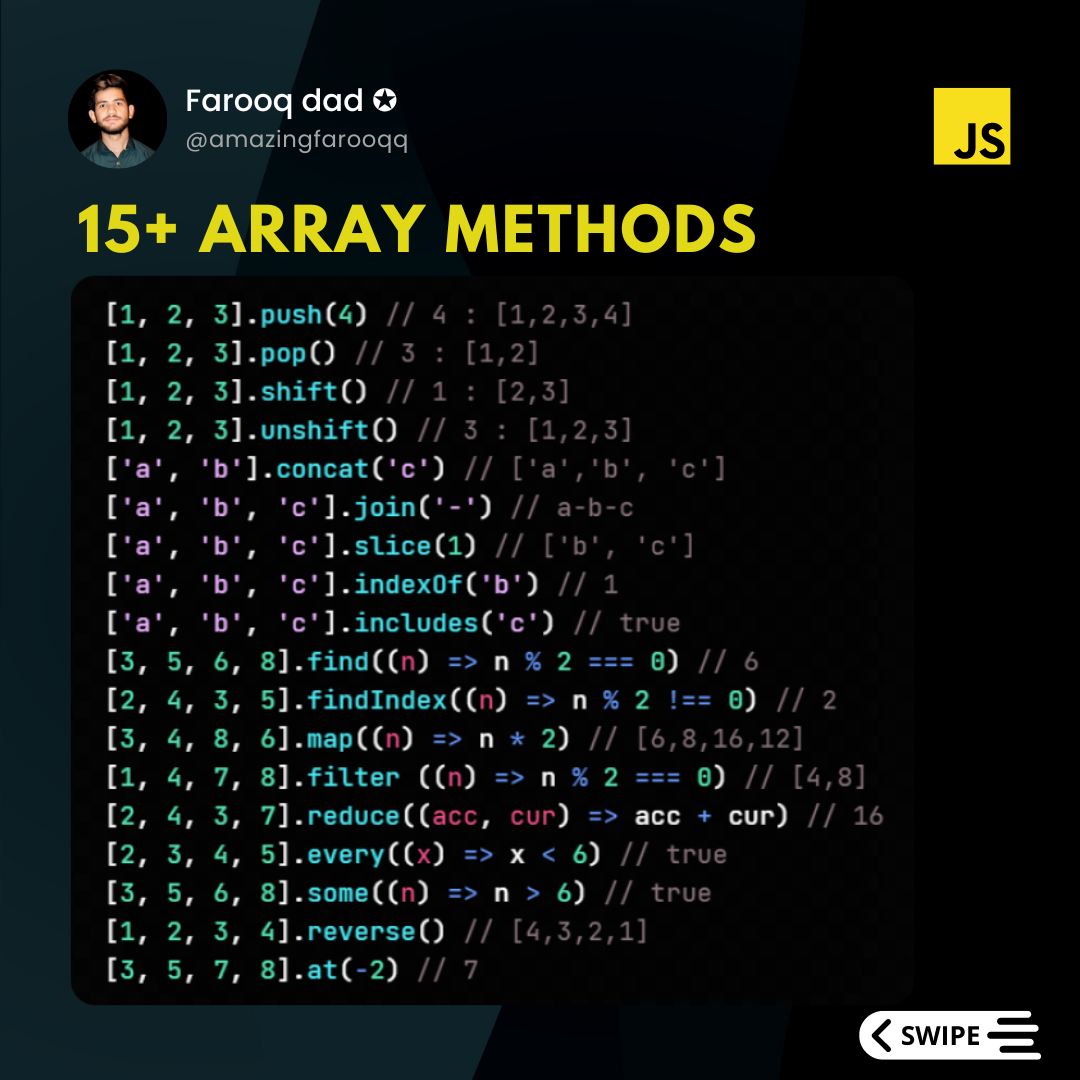 Farooq dad ✪
@amazingfarooqq
JS
15+ ARRAY METHODS
[1, 2, 3].push(4) // 4 : [1,2,3,4]
[1, 2, 3].pop() // 3 : [1,2]
[1, 2, 3].shift() // 1 : [2,3]
[1, 2, 3].unshift() // 3 : [1,2,3]
['a', 'b'].concat('c') // ['a','b', 'c']
['a', 'b', 'c'].join('-') // a-b-c
['a', 'b', 'c'].slice(1) // ['b', 'c']
['a', 'b', 'c'].indexOf('b') // 1
['a', 'b', 'c'].includes('c') // true
[3, 5, 6, 8].find((n) => n % 2 === 0) // 6
[2, 4, 3, 5].findIndex((n) => n % 2 !== 0) // 2
[3, 4, 8, 6].map((n) => n * 2) // [6,8,16,12]
[1, 4, 7, 8].filter ((n) => n % 2 === 0) // [4,8]
[2, 4, 3, 7].reduce((acc, cur) => acc + cur) // 16
[2, 3, 4, 5].every((x) => x < 6) // true
[3, 5, 6, 8].some((n) => n > 6) // true
[1, 2, 3, 4].reverse() // [4,3,2,1]
[3, 5, 7, 8].at(-2) // 7
SWIPE